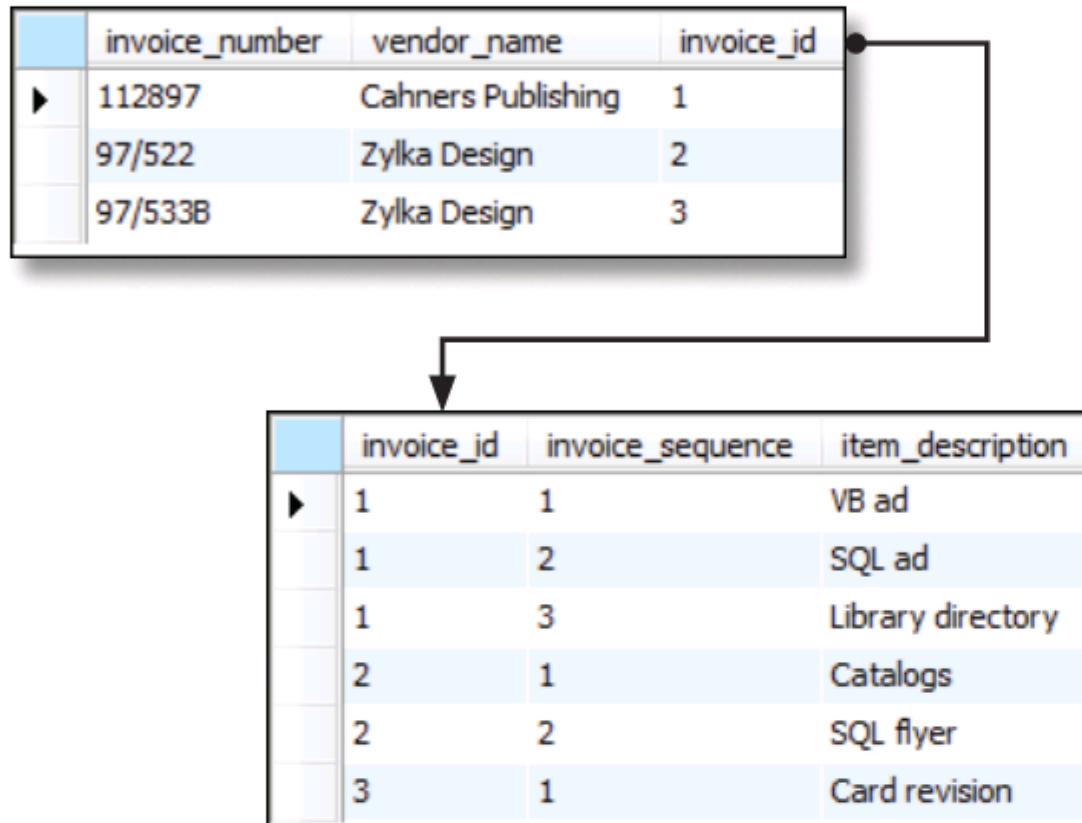 invoice_number vendor_name invoice_id
112897 Cahners Publishing 1
97/522 Zylka Design 2
97/533B Zylka Design 3
invoice_id invoice_sequence item_description
1 1 VB ad
1 2 SQL ad
1 3 Library directory
2 1 Catalogs
2 2 SQL flyer
3 1 Card revision